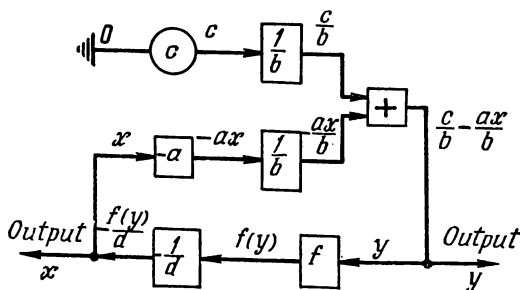 0 c c 1/b c/b
+
x -a -ax 1/b -ax/b c/b - ax/b
Output -f(y)/d -1/d f(y) f y Output
x y